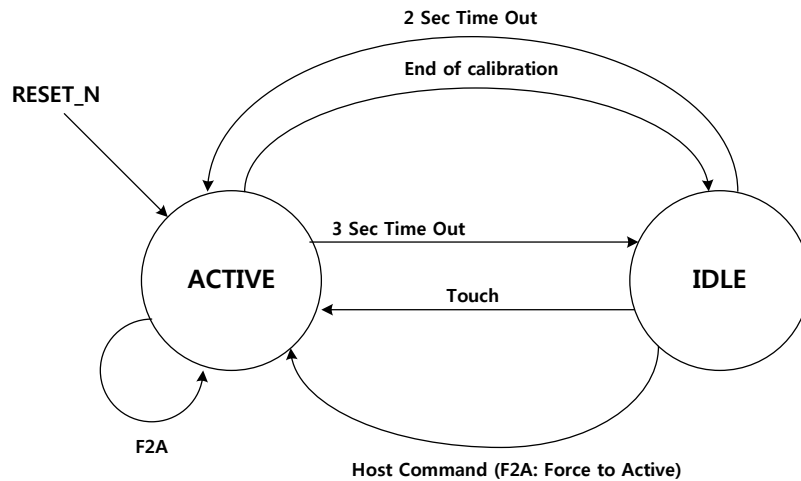 2 Sec Time Out
End of calibration
RESET_N
3 Sec Time Out
ACTIVE
IDLE
Touch
F2A
Host Command (F2A: Force to Active)